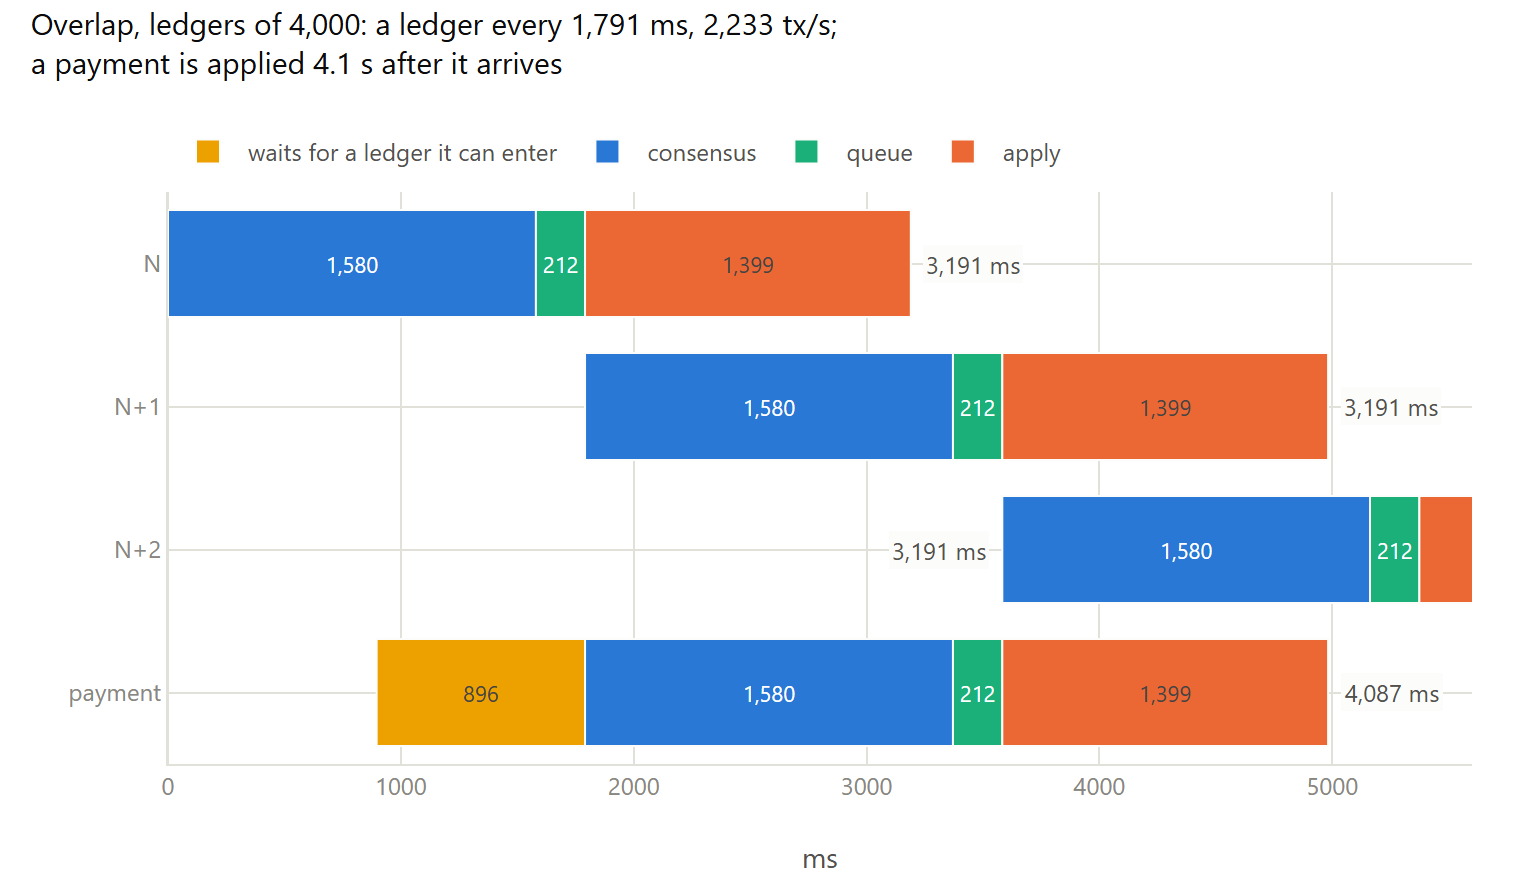 Overlap, ledgers of 4,000: a ledger every 1,791 ms, 2,233 tx/s;
a payment is applied 4.1 s after it arrives
waits for a ledger it can enter consensus queue apply
N 1,580 212 1,399 3,191 ms
N+1 1,580 212 1,399 3,191 ms
N+2 3,191 ms 1,580 212
payment 896 1,580 212 1,399 4,087 ms
0 1000 2000 3000 4000 5000
ms